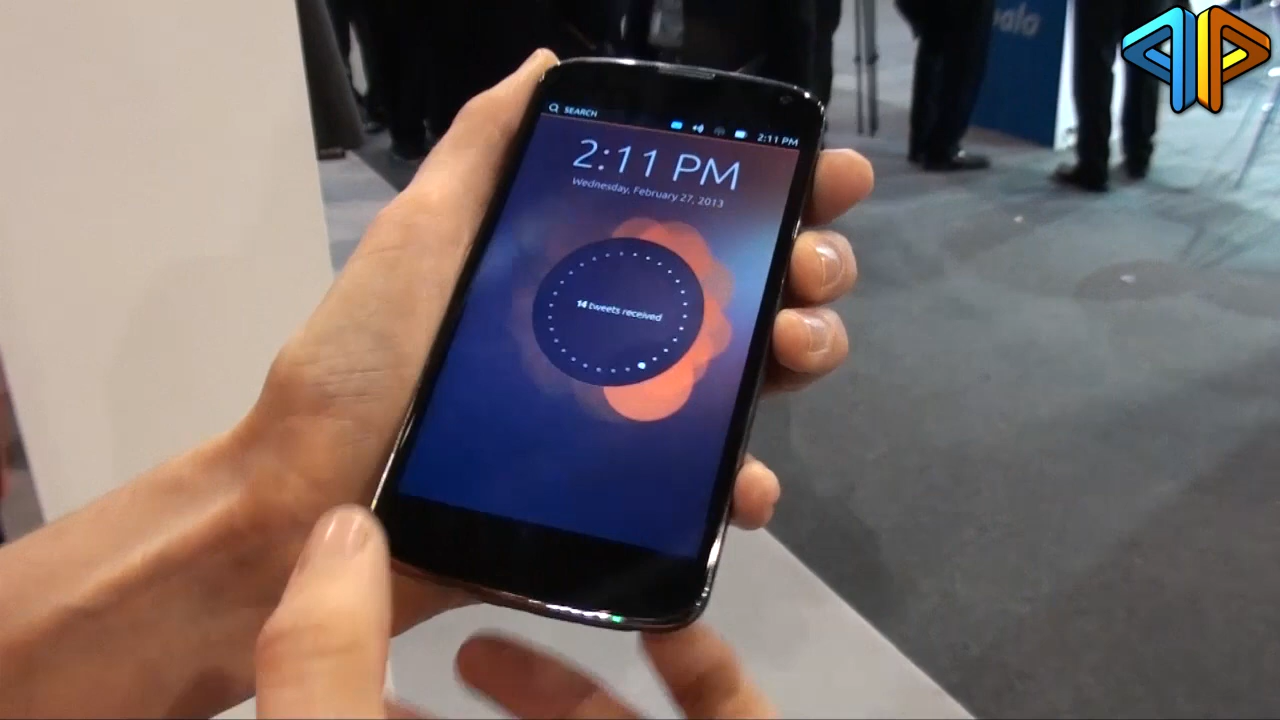 SEARCH
2:11 PM
2:11 PM
Wednesday, February 27, 2013
14 tweets received